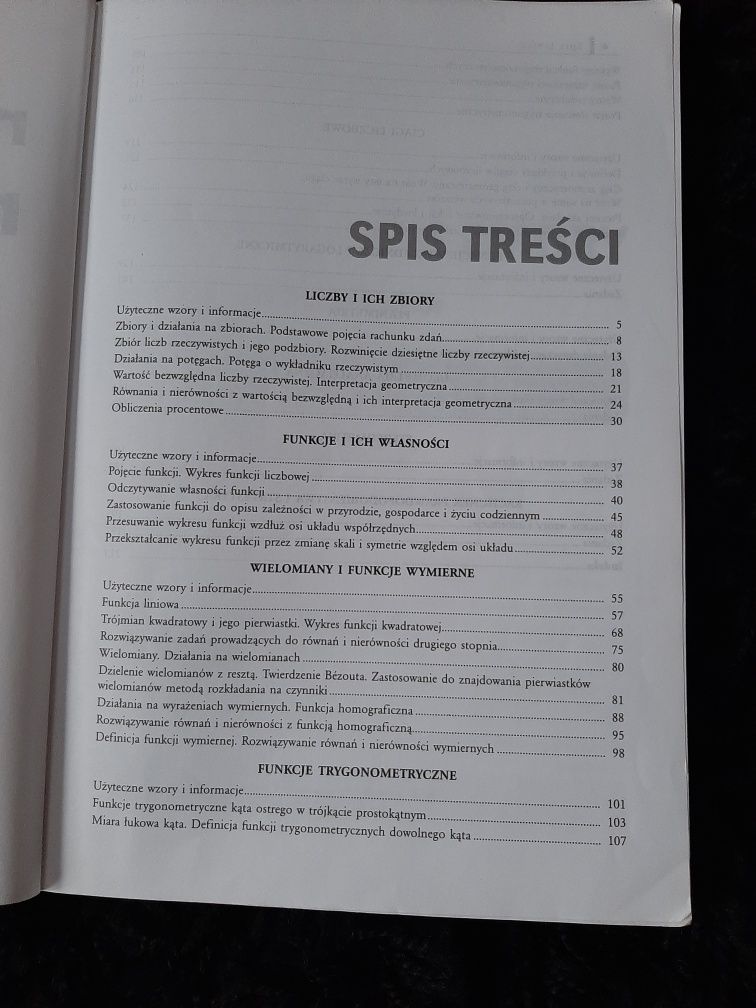 SPIS TREŚCI
LICZBY I ICH ZBIORY
Użyteczne wzory i informacje 5
Zbiory i działania na zbiorach. Podstawowe pojęcia rachunku zdań 8
Zbiór liczb rzeczywistych i jego podzbiory. Rozwinięcie dziesiętne liczby rzeczywistej 13
Działania na potęgach. Potęga o wykładniku rzeczywistym 18
Wartość bezwzględna liczby rzeczywistej. Interpretacja geometryczna 21
Równania i nierówności z wartością bezwzględną i ich interpretacja geometryczna 24
Obliczenia procentowe 30
FUNKCJE I ICH WŁASNOŚCI
Użyteczne wzory i informacje 37
Pojęcie funkcji. Wykres funkcji liczbowej 38
Odczytywanie własności funkcji 40
Zastosowanie funkcji do opisu zależności w przyrodzie, gospodarce i życiu codziennym 45
Przesuwanie wykresu funkcji wzdłuż osi układu współrzędnych 48
Przekształcanie wykresu funkcji przez zmianę skali i symetrie względem osi układu 52
WIELOMIANY I FUNKCJE WYMIERNE
Użyteczne wzory i informacje 55
Funkcja liniowa 57
Trójmian kwadratowy i jego pierwiastki. Wykres funkcji kwadratowej 68
Rozwiązywanie zadań prowadzących do równań i nierówności drugiego stopnia 75
Wielomiany. Działania na wielomianach 80
Dzielenie wielomianów z resztą. Twierdzenie Bézouta. Zastosowanie do znajdowania pierwiastków
wielomianów metodą rozkładania na czynniki 81
Działania na wyrażeniach wymiernych. Funkcja homograficzna 88
Rozwiązywanie równań i nierówności z funkcją homograficzną 95
Definicja funkcji wymiernej. Rozwiązywanie równań i nierówności wymiernych 98
FUNKCJE TRYGONOMETRYCZNE
Użyteczne wzory i informacje 101
Funkcje trygonometryczne kąta ostrego w trójkącie prostokątnym 103
Miara łukowa kąta. Definicja funkcji trygonometrycznych dowolnego kąta 107